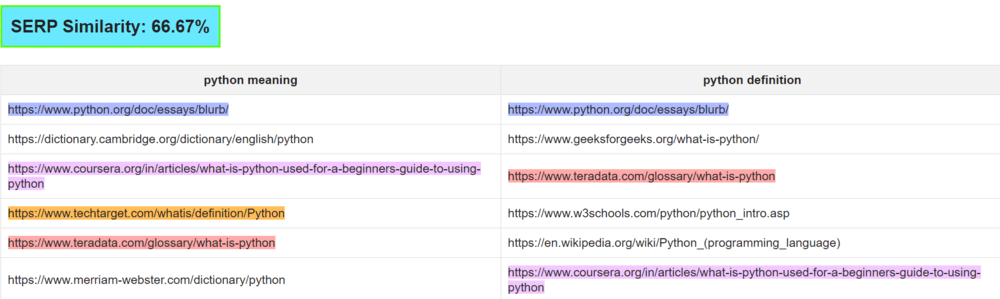 SERP Similarity: 66.67%
python meaning
python definition
https://www.python.org/doc/essays/blurb/
https://www.python.org/doc/essays/blurb/
https://dictionary.cambridge.org/dictionary/english/python
https://www.geeksforgeeks.org/what-is-python/
https://www.coursera.org/in/articles/what-is-python-used-for-a-beginners-guide-to-using-
python
https://www.teradata.com/glossary/what-is-python
https://www.techtarget.com/whatis/definition/Python
https://www.w3schools.com/python/python_intro.asp
https://www.teradata.com/glossary/what-is-python
https://en.wikipedia.org/wiki/Python_(programming_language)
https://www.merriam-webster.com/dictionary/python
https://www.coursera.org/in/articles/what-is-python-used-for-a-beginners-guide-to-using-
python